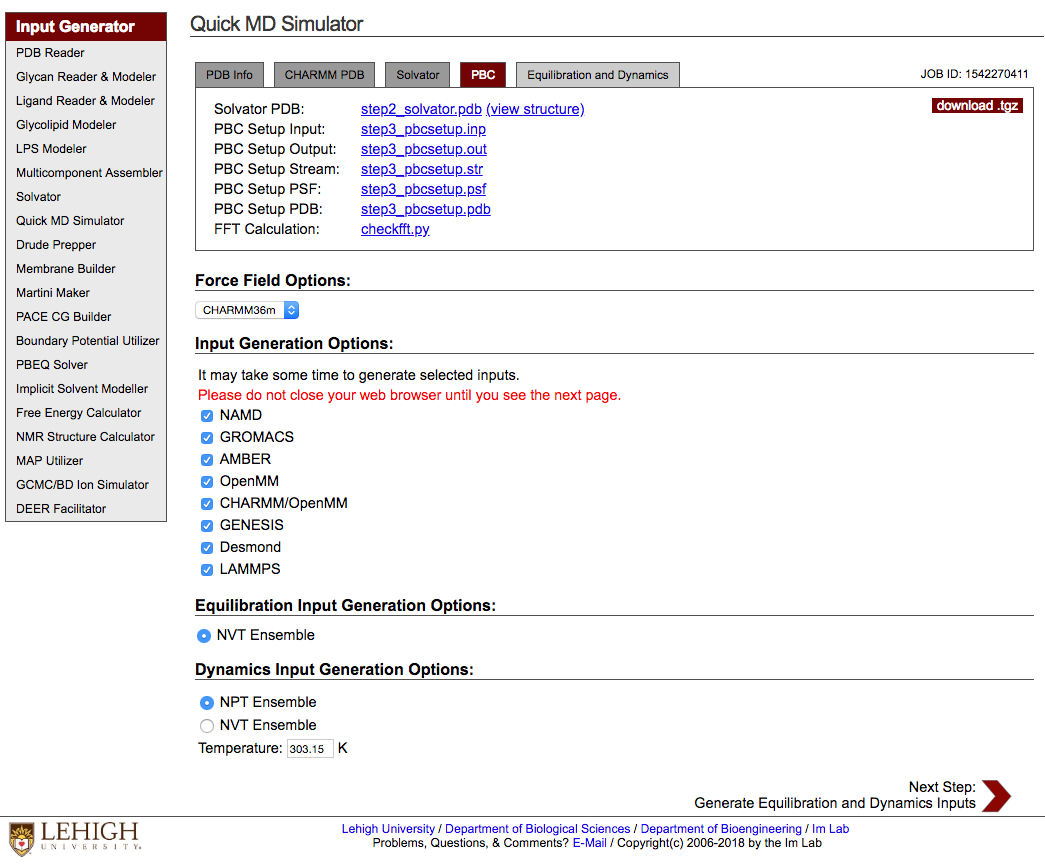 Input Generator
PDB Reader
Glycan Reader & Modeler
Ligand Reader & Modeler
Glycolipid Modeler
LPS Modeler
Multicomponent Assembler
Solvator
Quick MD Simulator
Drude Prepper
Membrane Builder
Martini Maker
PACE CG Builder
Boundary Potential Utilizer
PBEQ Solver
Implicit Solvent Modeller
Free Energy Calculator
NMR Structure Calculator
MAP Utilizer
GCMC/BD Ion Simulator
DEER Facilitator
Quick MD Simulator
PDB Info CHARMM PDB Solvator PBC Equilibration and Dynamics JOB ID: 1542270411
download .tgz
Solvator PDB: step2_solvator.pdb (view structure)
PBC Setup Input: step3_pbcsetup.inp
PBC Setup Output: step3_pbcsetup.out
PBC Setup Stream: step3_pbcsetup.str
PBC Setup PSF: step3_pbcsetup.psf
PBC Setup PDB: step3_pbcsetup.pdb
FFT Calculation: checkfft.py
Force Field Options:
CHARMM36m
Input Generation Options:
It may take some time to generate selected inputs.
Please do not close your web browser until you see the next page.
NAMD
GROMACS
AMBER
OpenMM
CHARMM/OpenMM
GENESIS
Desmond
LAMMPS
Equilibration Input Generation Options:
NVT Ensemble
Dynamics Input Generation Options:
NPT Ensemble
NVT Ensemble
Temperature: 303.15 K
Next Step:
Generate Equilibration and Dynamics Inputs
LEHIGH
UNIVERSITY.
Lehigh University / Department of Biological Sciences / Department of Bioengineering / Im Lab
Problems, Questions, & Comments? E-Mail / Copyright(c) 2006-2018 by the Im Lab